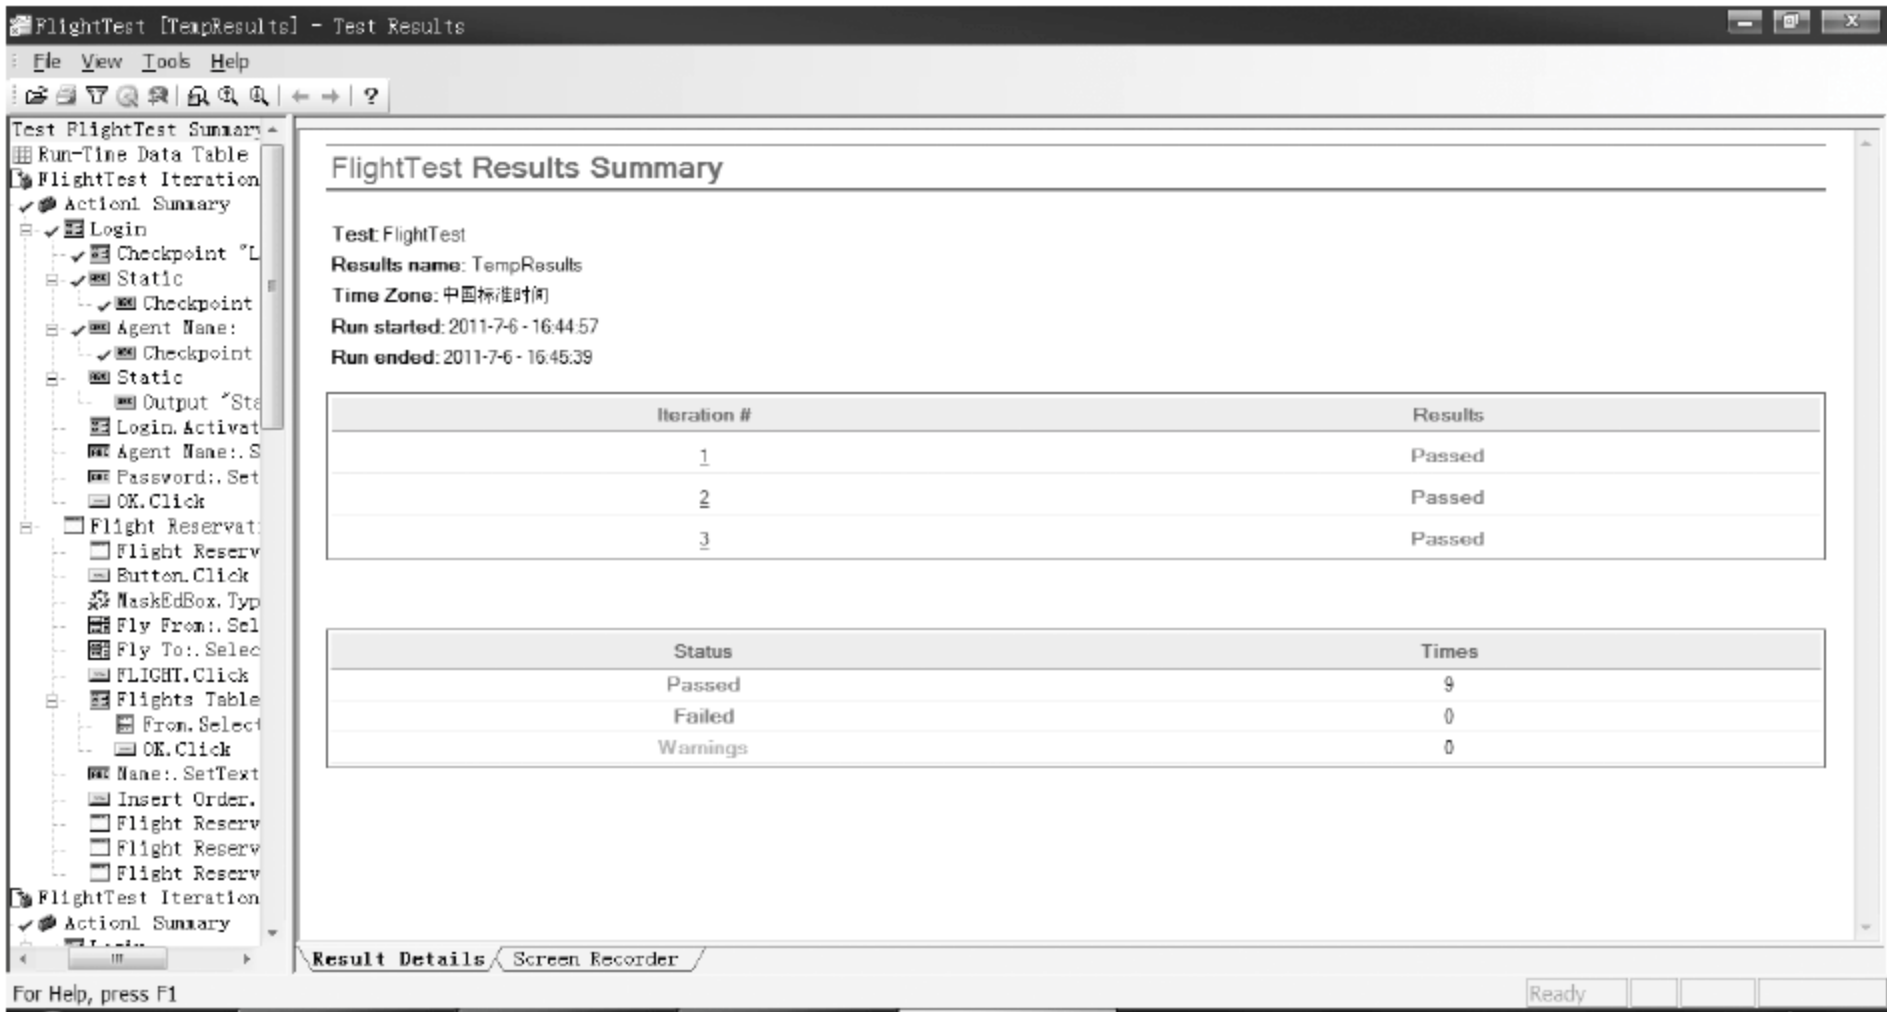 FlightTest [TempResults] - Test Results
File View Tools Help
Test FlightTest Summary
Run-Time Data Table
FlightTest Iteration
Action1 Summary
Login
Checkpoint "L
Static
Checkpoint
Agent Name:
Checkpoint
Static
Output "Sta
Login.Activat
Agent Name:.S
Password:.Set
OK.Click
Flight Reservati
Flight Reserv
Button.Click
MaskEdBox.Typ
Fly From:.Sel
Fly To:.Selec
FLIGHT.Click
Flights Table
From.Select
OK.Click
Name:.SetText
Insert Order.
Flight Reserv
Flight Reserv
Flight Reserv
FlightTest Iteration
Action1 Summary
Login
FlightTest Results Summary
Test: FlightTest
Results name: TempResults
Time Zone: 中国标准时间
Run started: 2011-7-6 - 16:44:57
Run ended: 2011-7-6 - 16:45:39
Iteration # Results
1 Passed
2 Passed
3 Passed
Status Times
Passed 9
Failed 0
Warnings 0
Result Details Screen Recorder
For Help, press F1 Ready